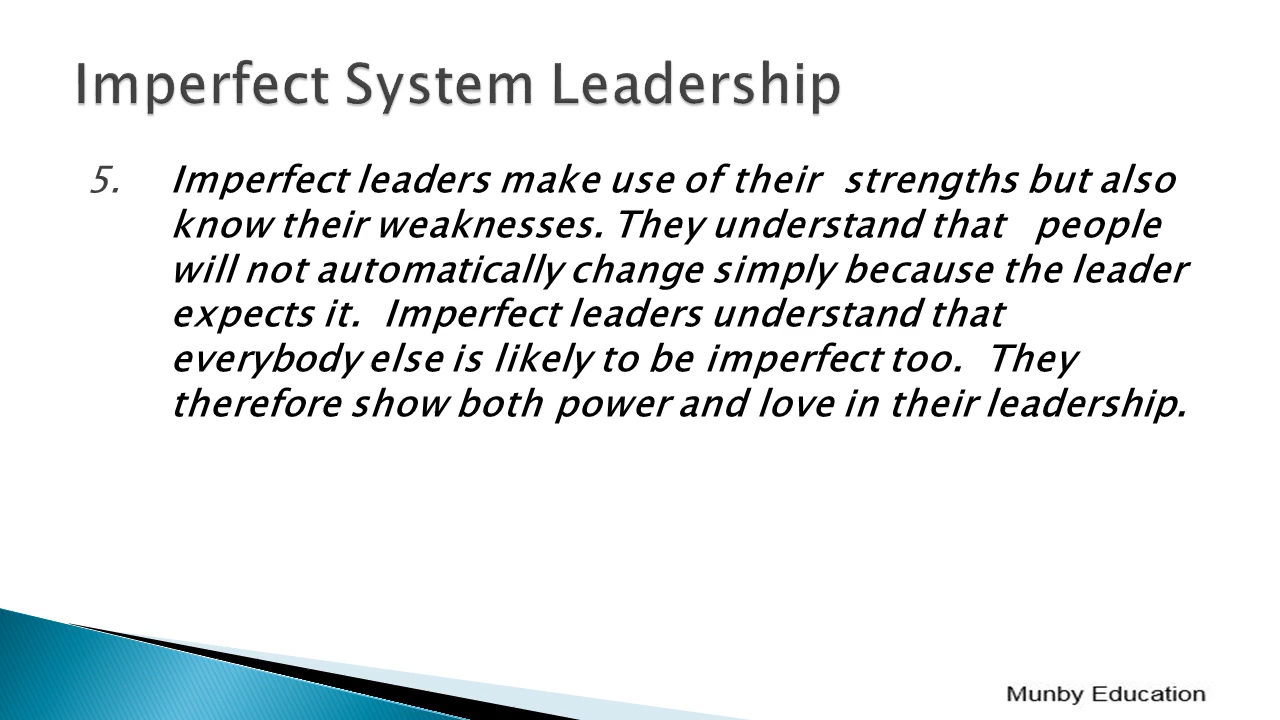 Imperfect System Leadership
5. Imperfect leaders make use of their strengths but also
know their weaknesses. They understand that people
will not automatically change simply because the leader
expects it. Imperfect leaders understand that
everybody else is likely to be imperfect too. They
therefore show both power and love in their leadership.
Munby Education